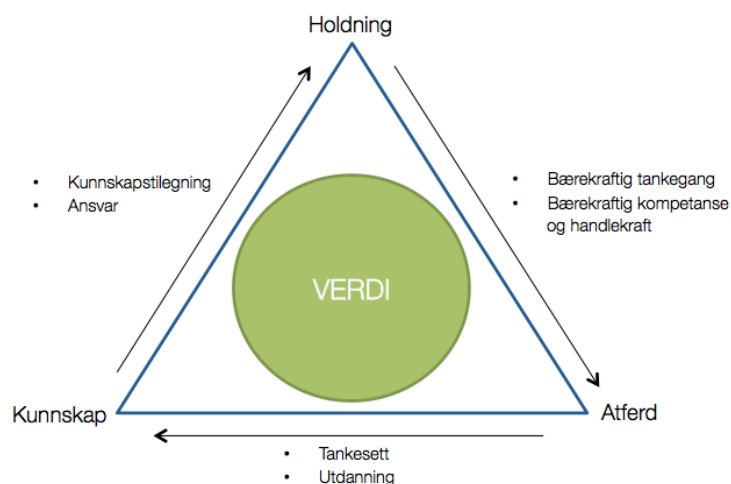 Holdning
• Kunnskapstilegning
• Ansvar
• Bærekraftig tankegang
• Bærekraftig kompetanse
og handlekraft
VERDI
Kunnskap
Atferd
• Tankesett
• Utdanning